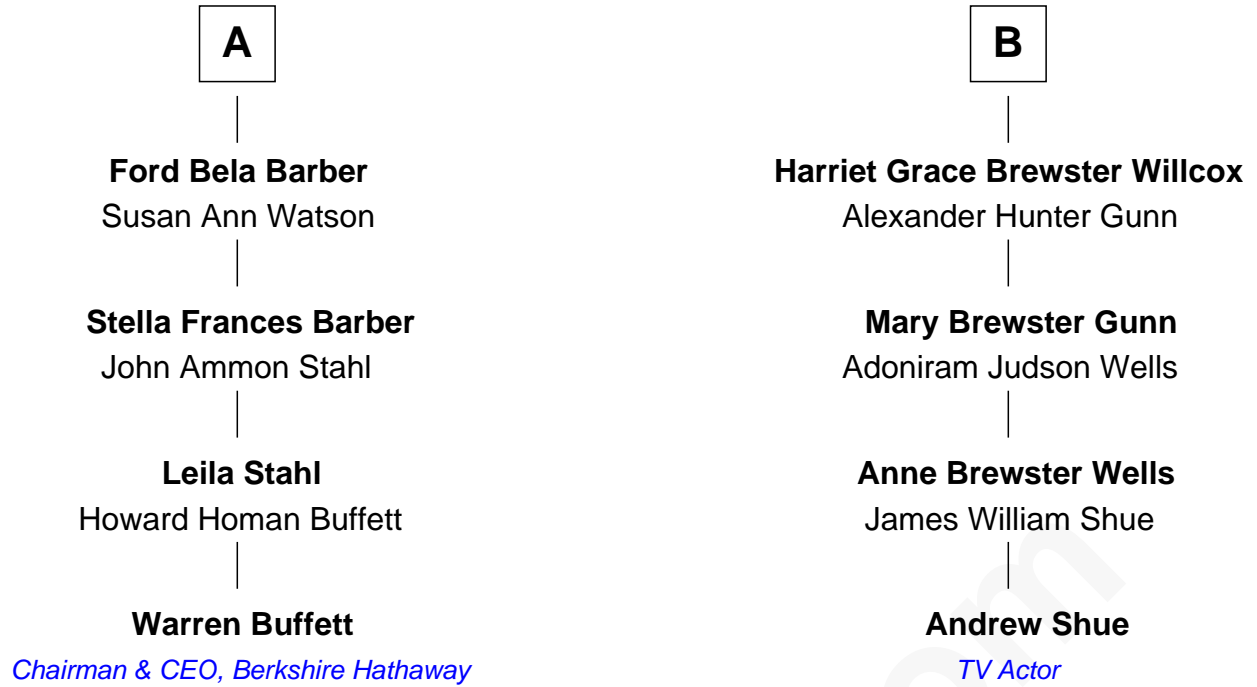 A
Ford Bela Barber
Susan Ann Watson
Stella Frances Barber
John Ammon Stahl
Leila Stahl
Howard Homan Buffett
Warren Buffett
Chairman & CEO, Berkshire Hathaway
B
Harriet Grace Brewster Willcox
Alexander Hunter Gunn
Mary Brewster Gunn
Adoniram Judson Wells
Anne Brewster Wells
James William Shue
Andrew Shue
TV Actor
om